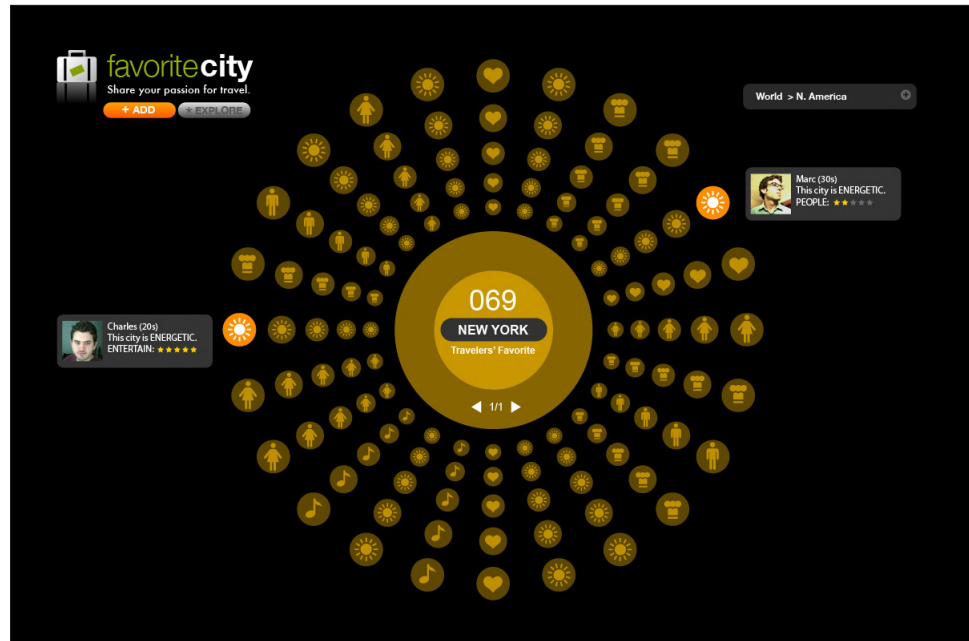 favoritecity
Share your passion for travel.
+ ADD
★ EXPLORE
World > N. America
Marc (30s)
This city is ENERGETIC.
PEOPLE: ★★★★★
Charles (20s)
This city is ENERGETIC.
ENTERTAIN: ★★★★★
069
NEW YORK
Travelers' Favorite
◀ 1/1 ▶